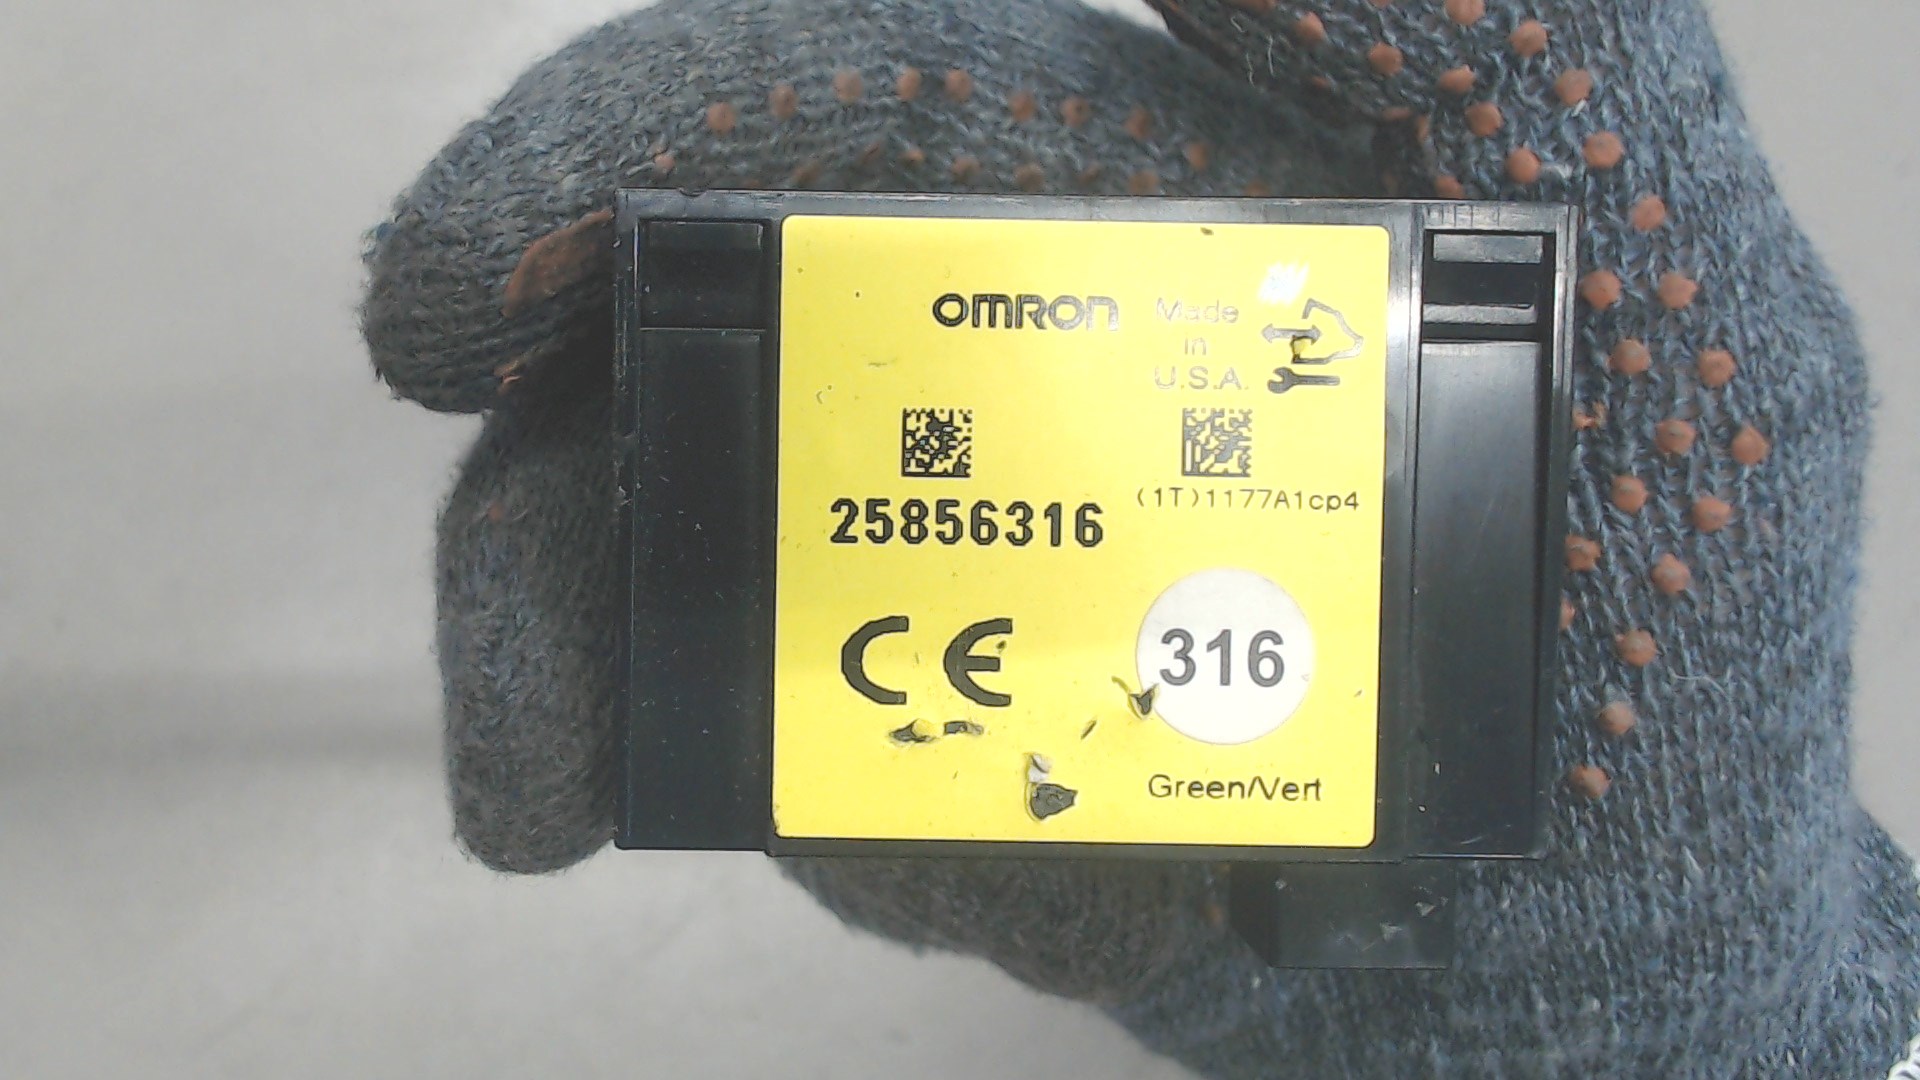 omron
Made
in
U.S.A.
25856316
(1T)1177A1cp4
CE
316
Green/Vert